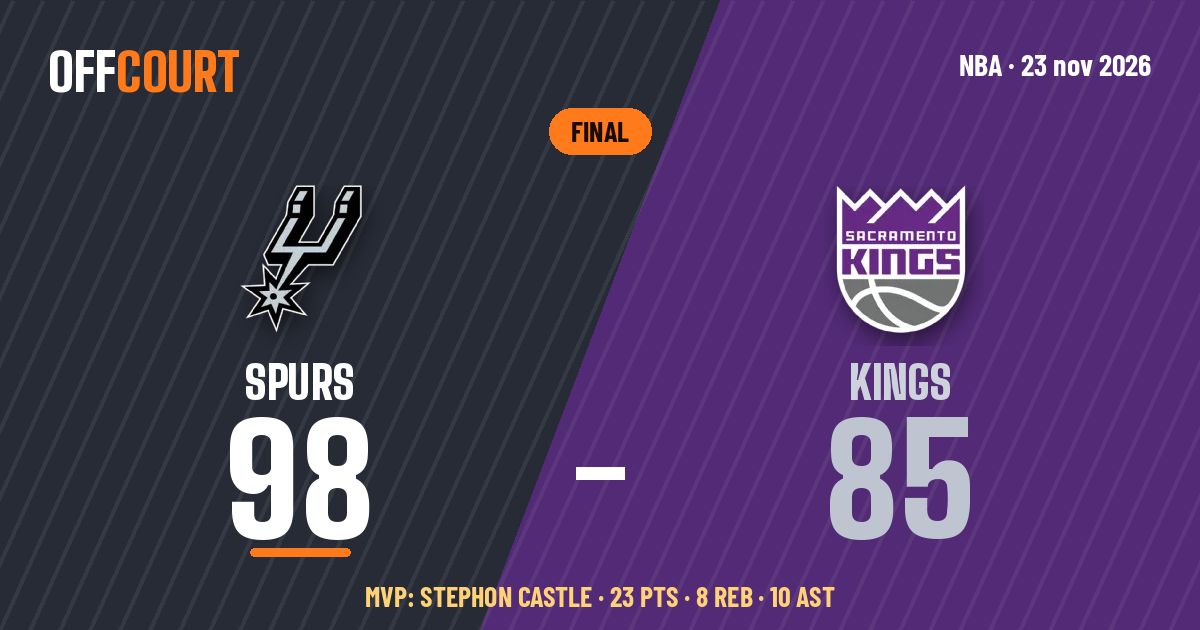 OFFCOURT
NBA · 23 nov 2026
FINAL
SACRAMENTO
KINGS
SPURS
KINGS
98 – 85
MVP: STEPHON CASTLE · 23 PTS · 8 REB · 10 AST